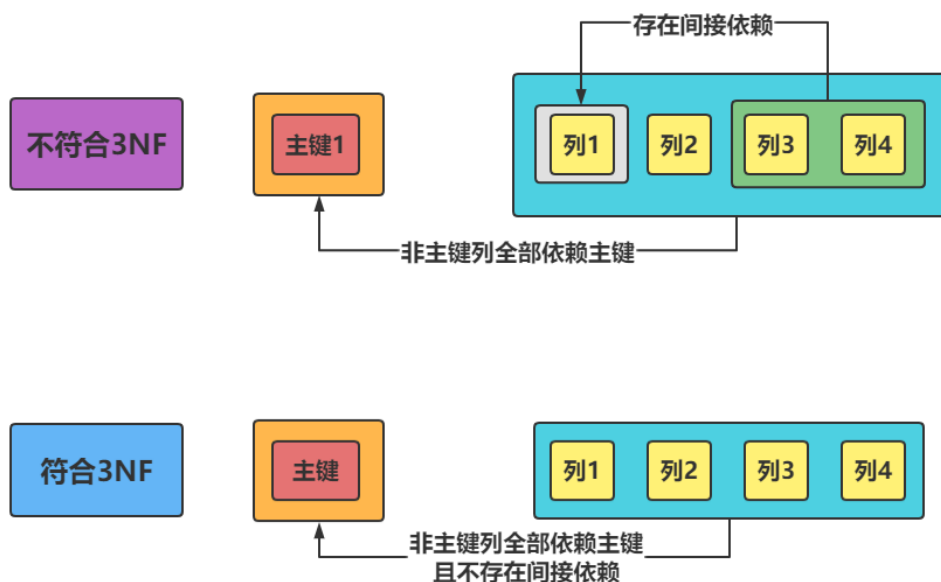 存在间接依赖
不符合3NF
主键1
列1
列2
列3
列4
非主键列全部依赖主键
符合3NF
主键
列1
列2
列3
列4
非主键列全部依赖主键
且不存在间接依赖